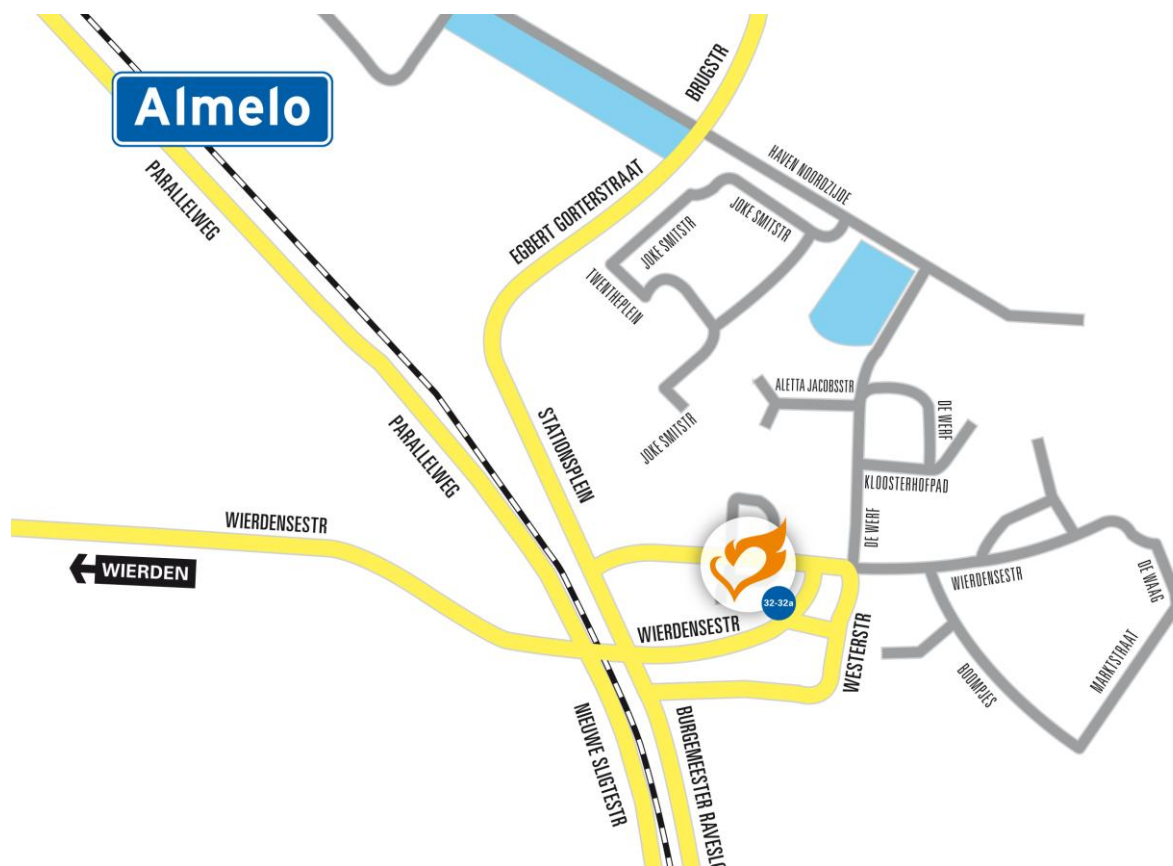 Almelo
BRUGSTR
HAVEN NOORDZIJDE
PARALLELWEG
EGBERT GORTERSTRAAT
JOKE SMITSTR
JOKE SMITSTR
TWENTHEPLEIN
ALETTA JACOBSSTR
DE WERF
STATIONSPLEIN
JOKE SMITSTR
PARALLELWEG
KLOOSTERHOFPAD
WIERDENSESTR
DE WERF
WIERDEN
WIERDENSESTR
DE WAAG
32-32a
WIERDENSESTR
WESTERSTR
BOOMPJES
MARKTSTRAAT
NIEUWE SLIGTESTR
BURGEMEESTER RAVESLO